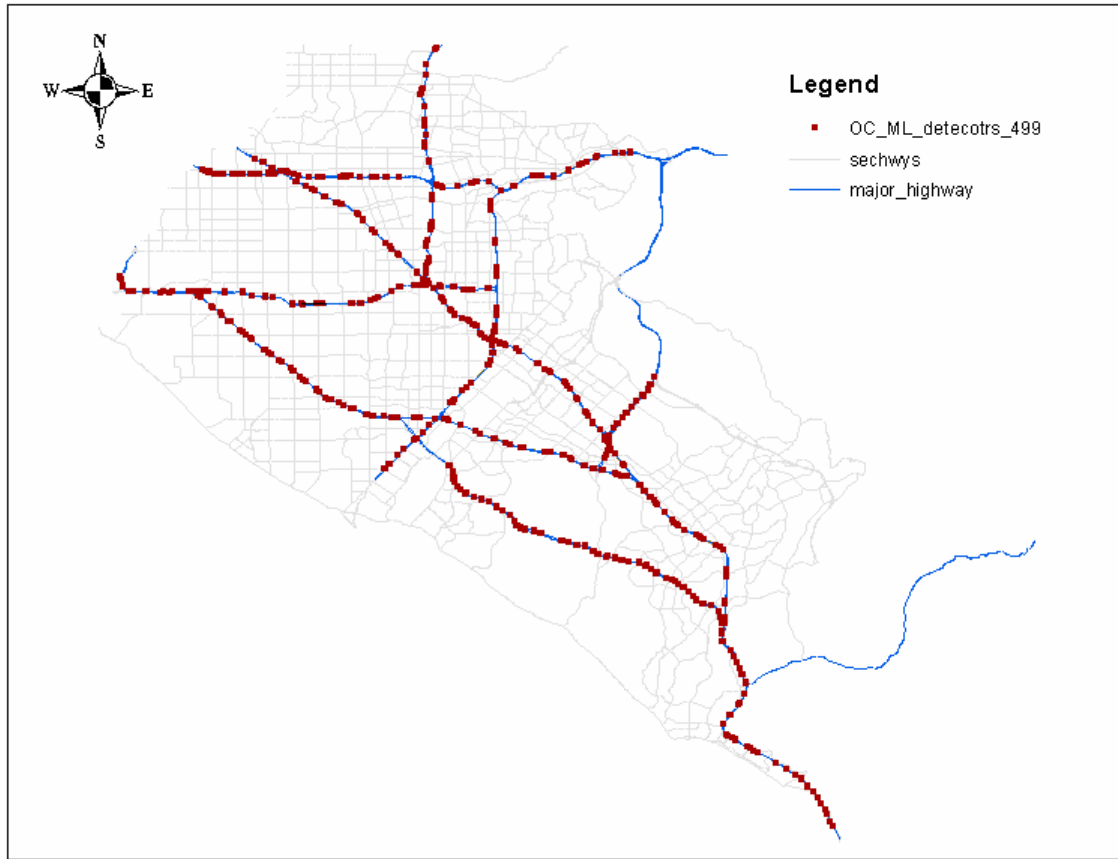 N
W E
S
Legend
OC_ML_detecotrs_499
sechwys
major_highway